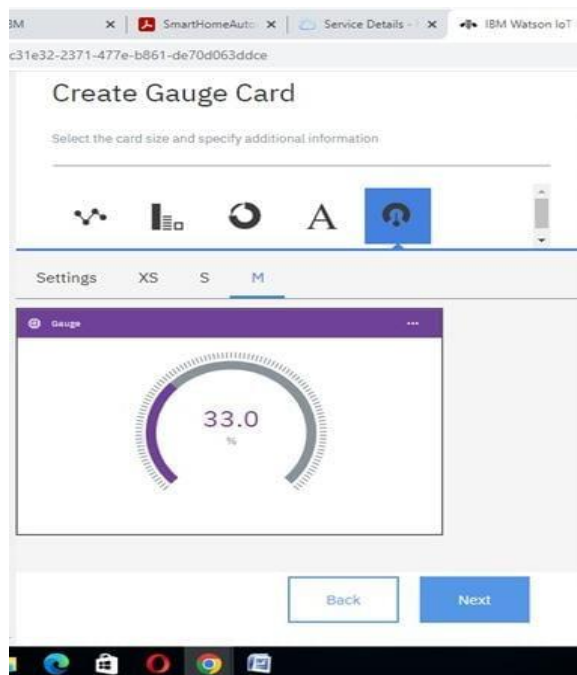 BM × SmartHomeAuto × Service Details - × IBM Watson IoT
c31e32-2371-477e-b861-de70d063ddce
Create Gauge Card
Select the card size and specify additional information
A
Settings XS S M
Gauge ...
33.0
%
Back Next